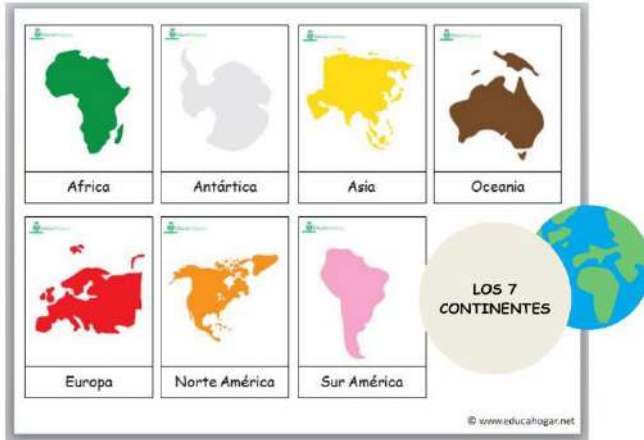 Africa
Antártica
Asia
Oceania
Europa
Norte América
Sur América
LOS 7
CONTINENTES
© www.educahogar.net